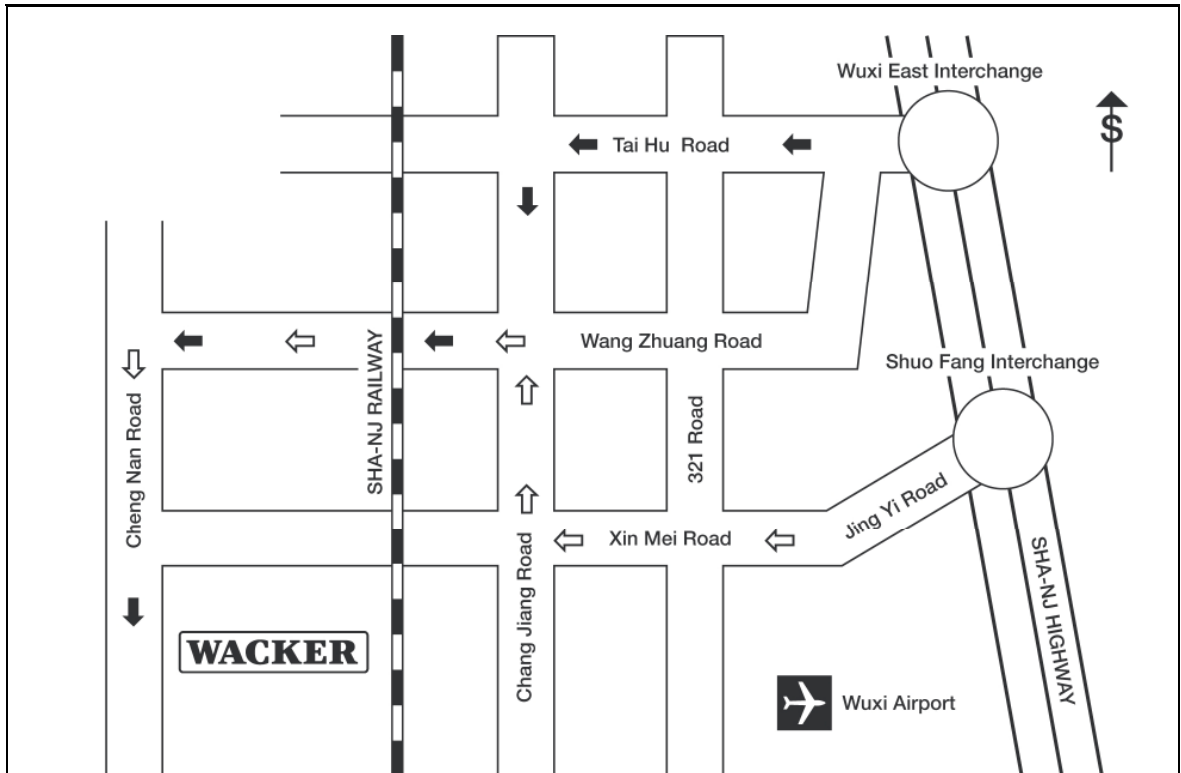 Wuxi East Interchange
$
Tai Hu Road
Wang Zhuang Road
Shuo Fang Interchange
SHA-NJ RAILWAY
Cheng Nan Road
321 Road
Jing Yi Road
Xin Mei Road
Chang Jiang Road
SHA-NJ HIGHWAY
WACKER
Wuxi Airport